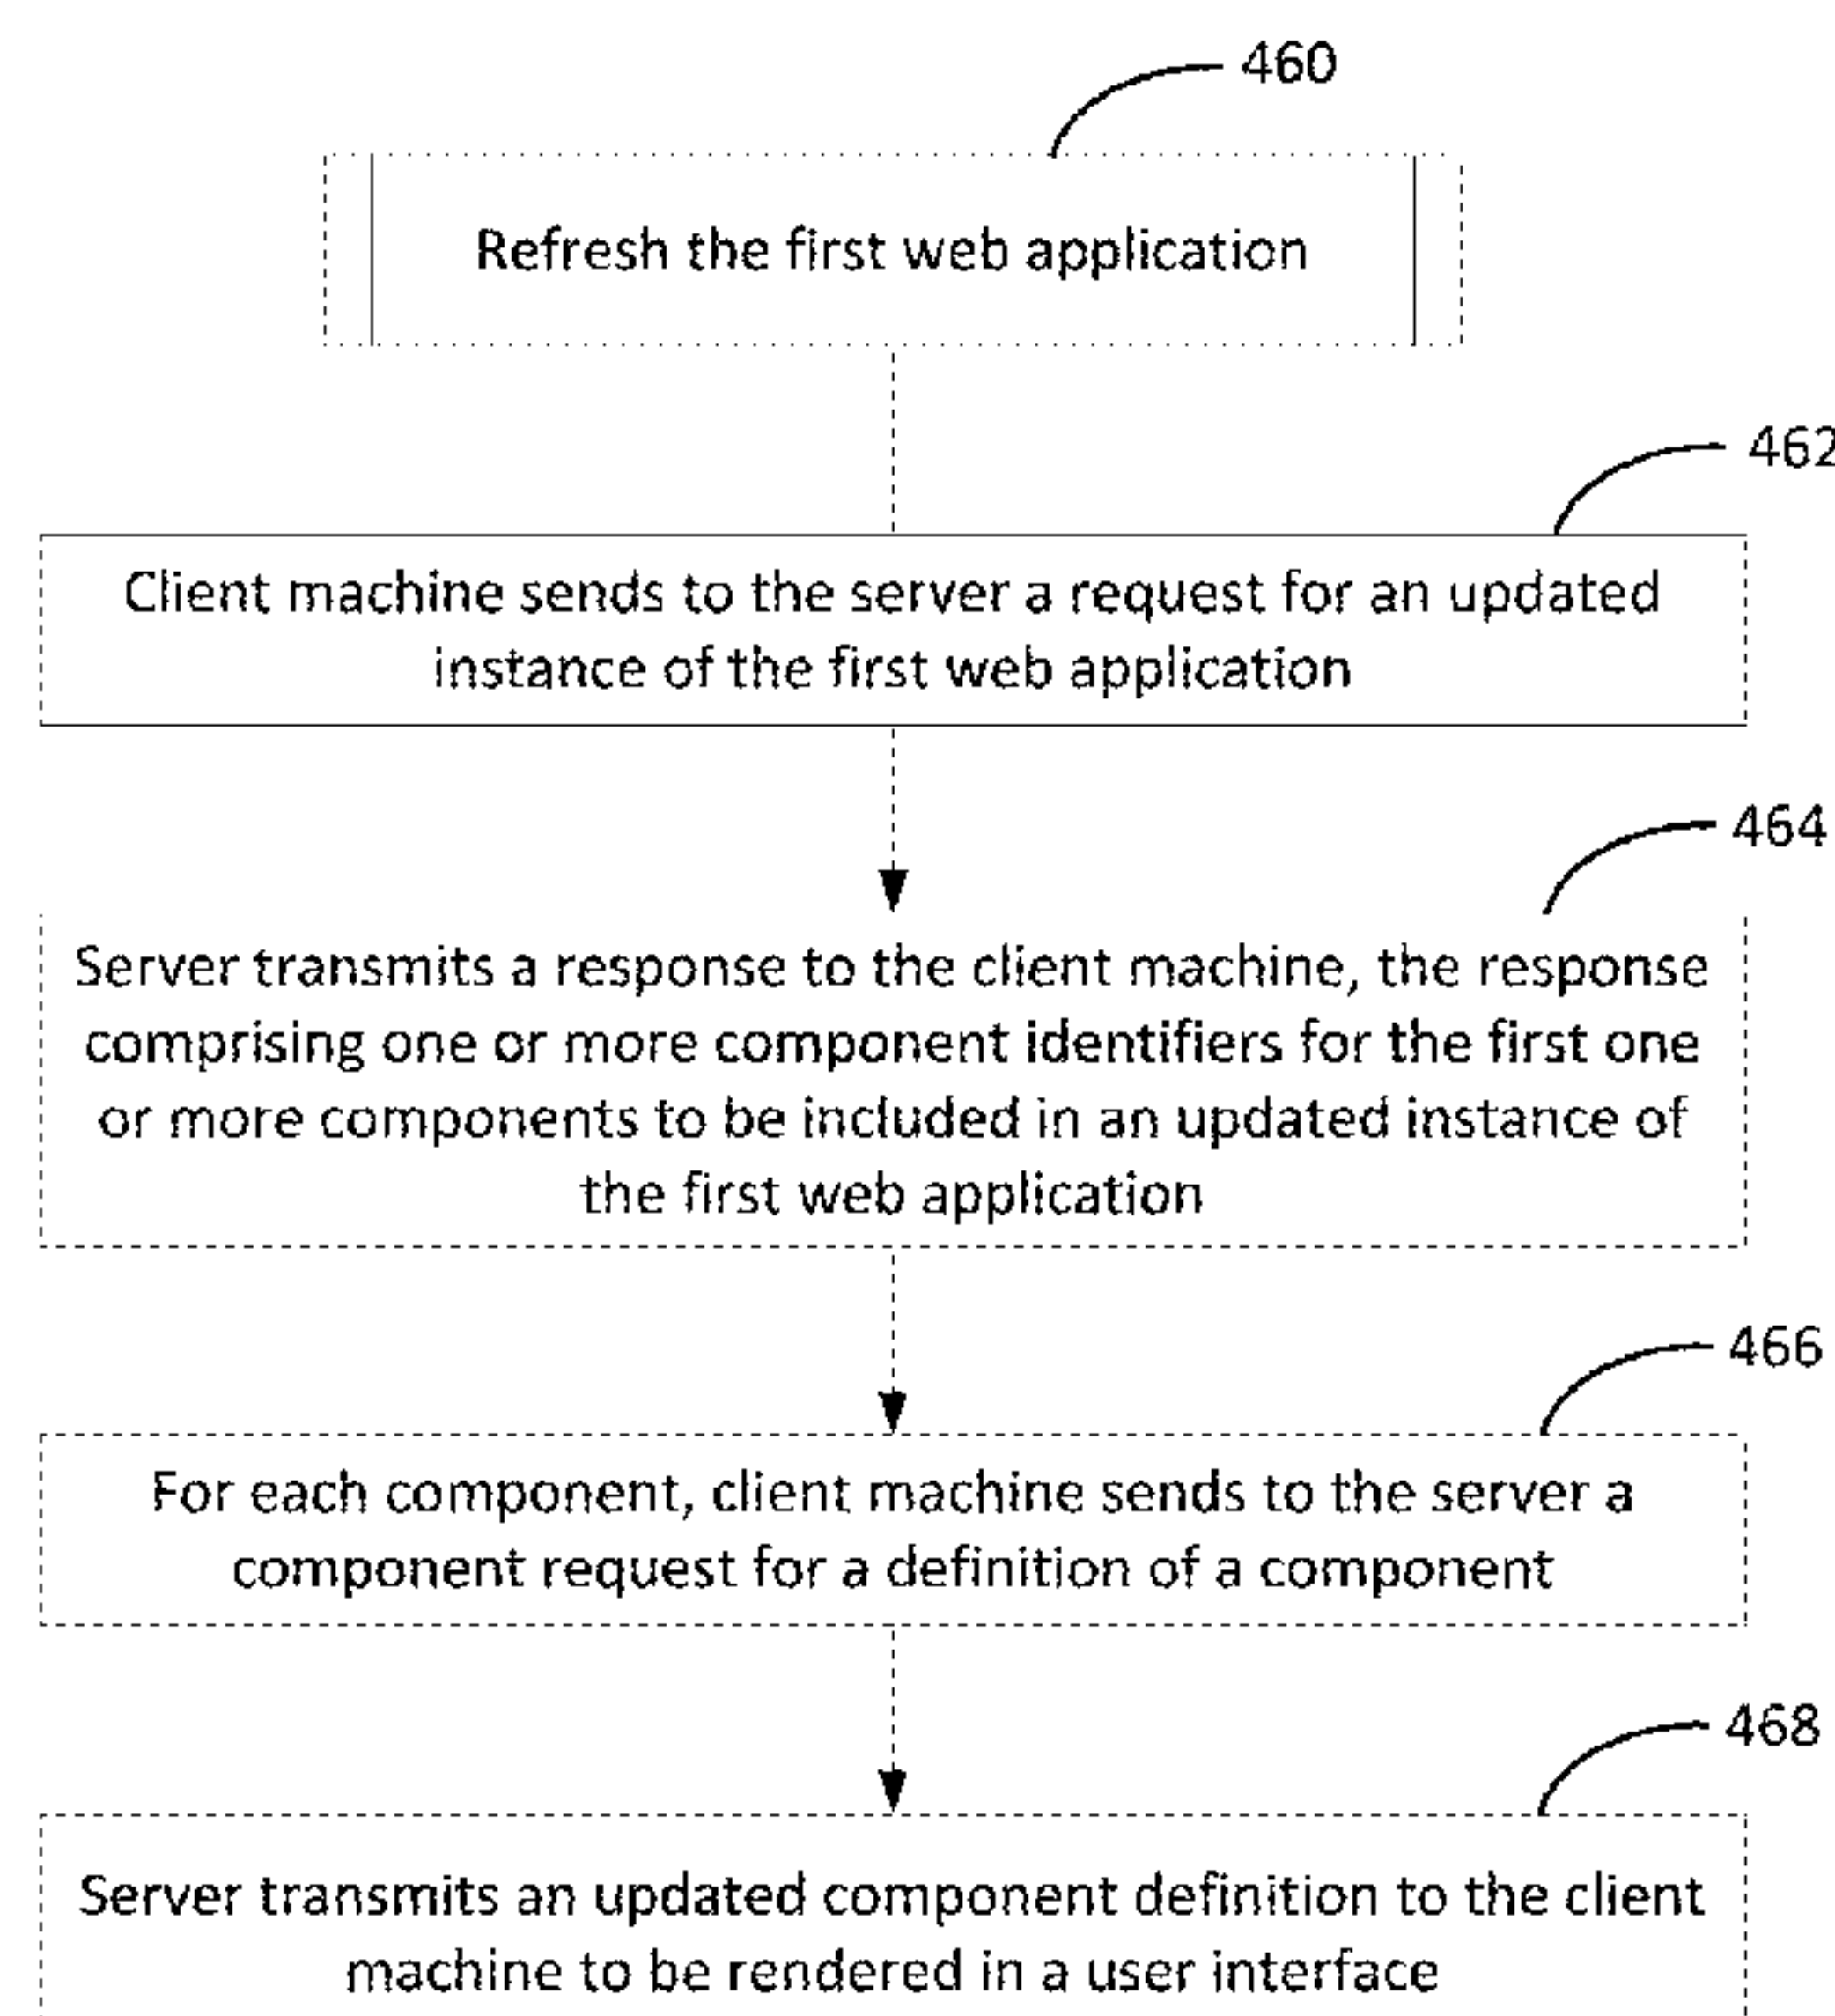 460
Refresh the first web application
462
Client machine sends to the server a request for an updated
instance of the first web application
464
Server transmits a response to the client machine, the response
comprising one or more component identifiers for the first one
or more components to be included in an updated instance of
the first web application
466
For each component, client machine sends to the server a
component request for a definition of a component
468
Server transmits an updated component definition to the client
machine to be rendered in a user interface